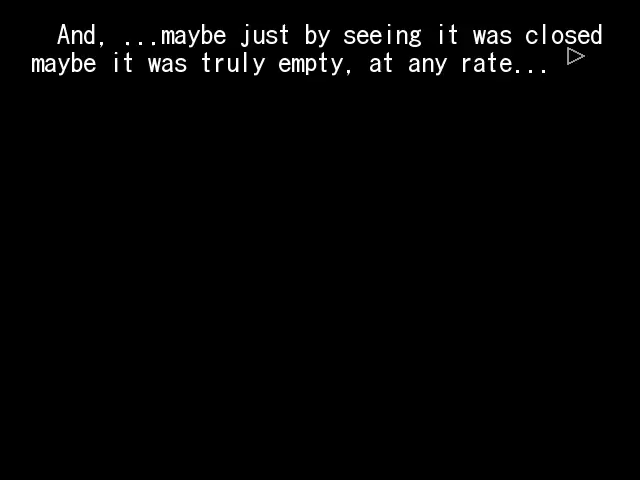 And, ...maybe just by seeing it was closed
maybe it was truly empty, at any rate...